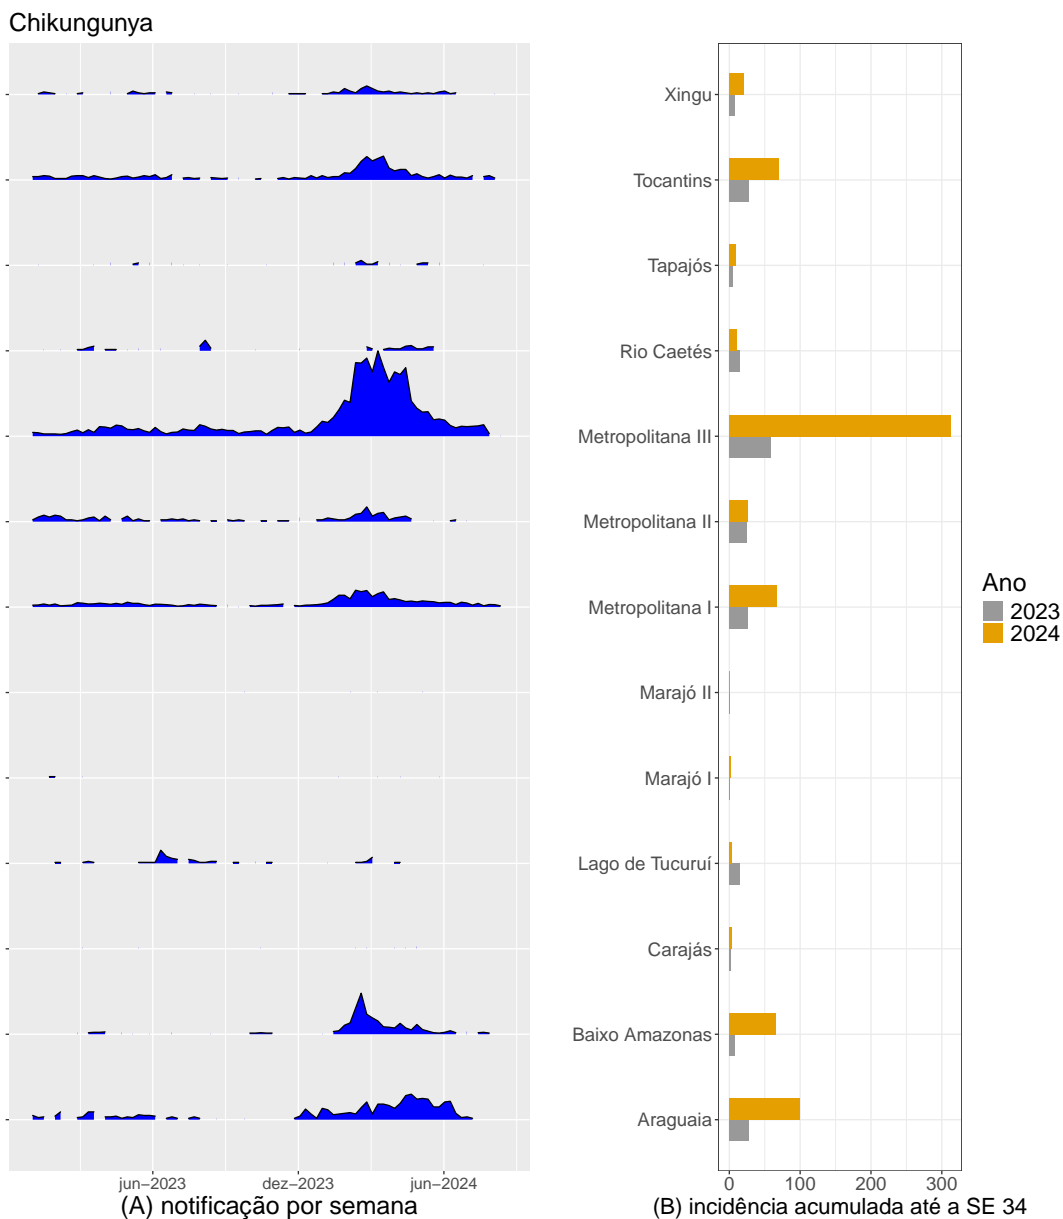 Chikungunya
Xingu
Tocantins
Tapajós
Rio Caetés
Metropolitana III
Metropolitana II
Metropolitana I
Marajó II
Marajó I
Lago de Tucuruí
Carajás
Baixo Amazonas
Araguaia
Ano
2023
2024
jun−2023 dez−2023 jun−2024
0 100 200 300
(A) notificação por semana
(B) incidência acumulada até a SE 34